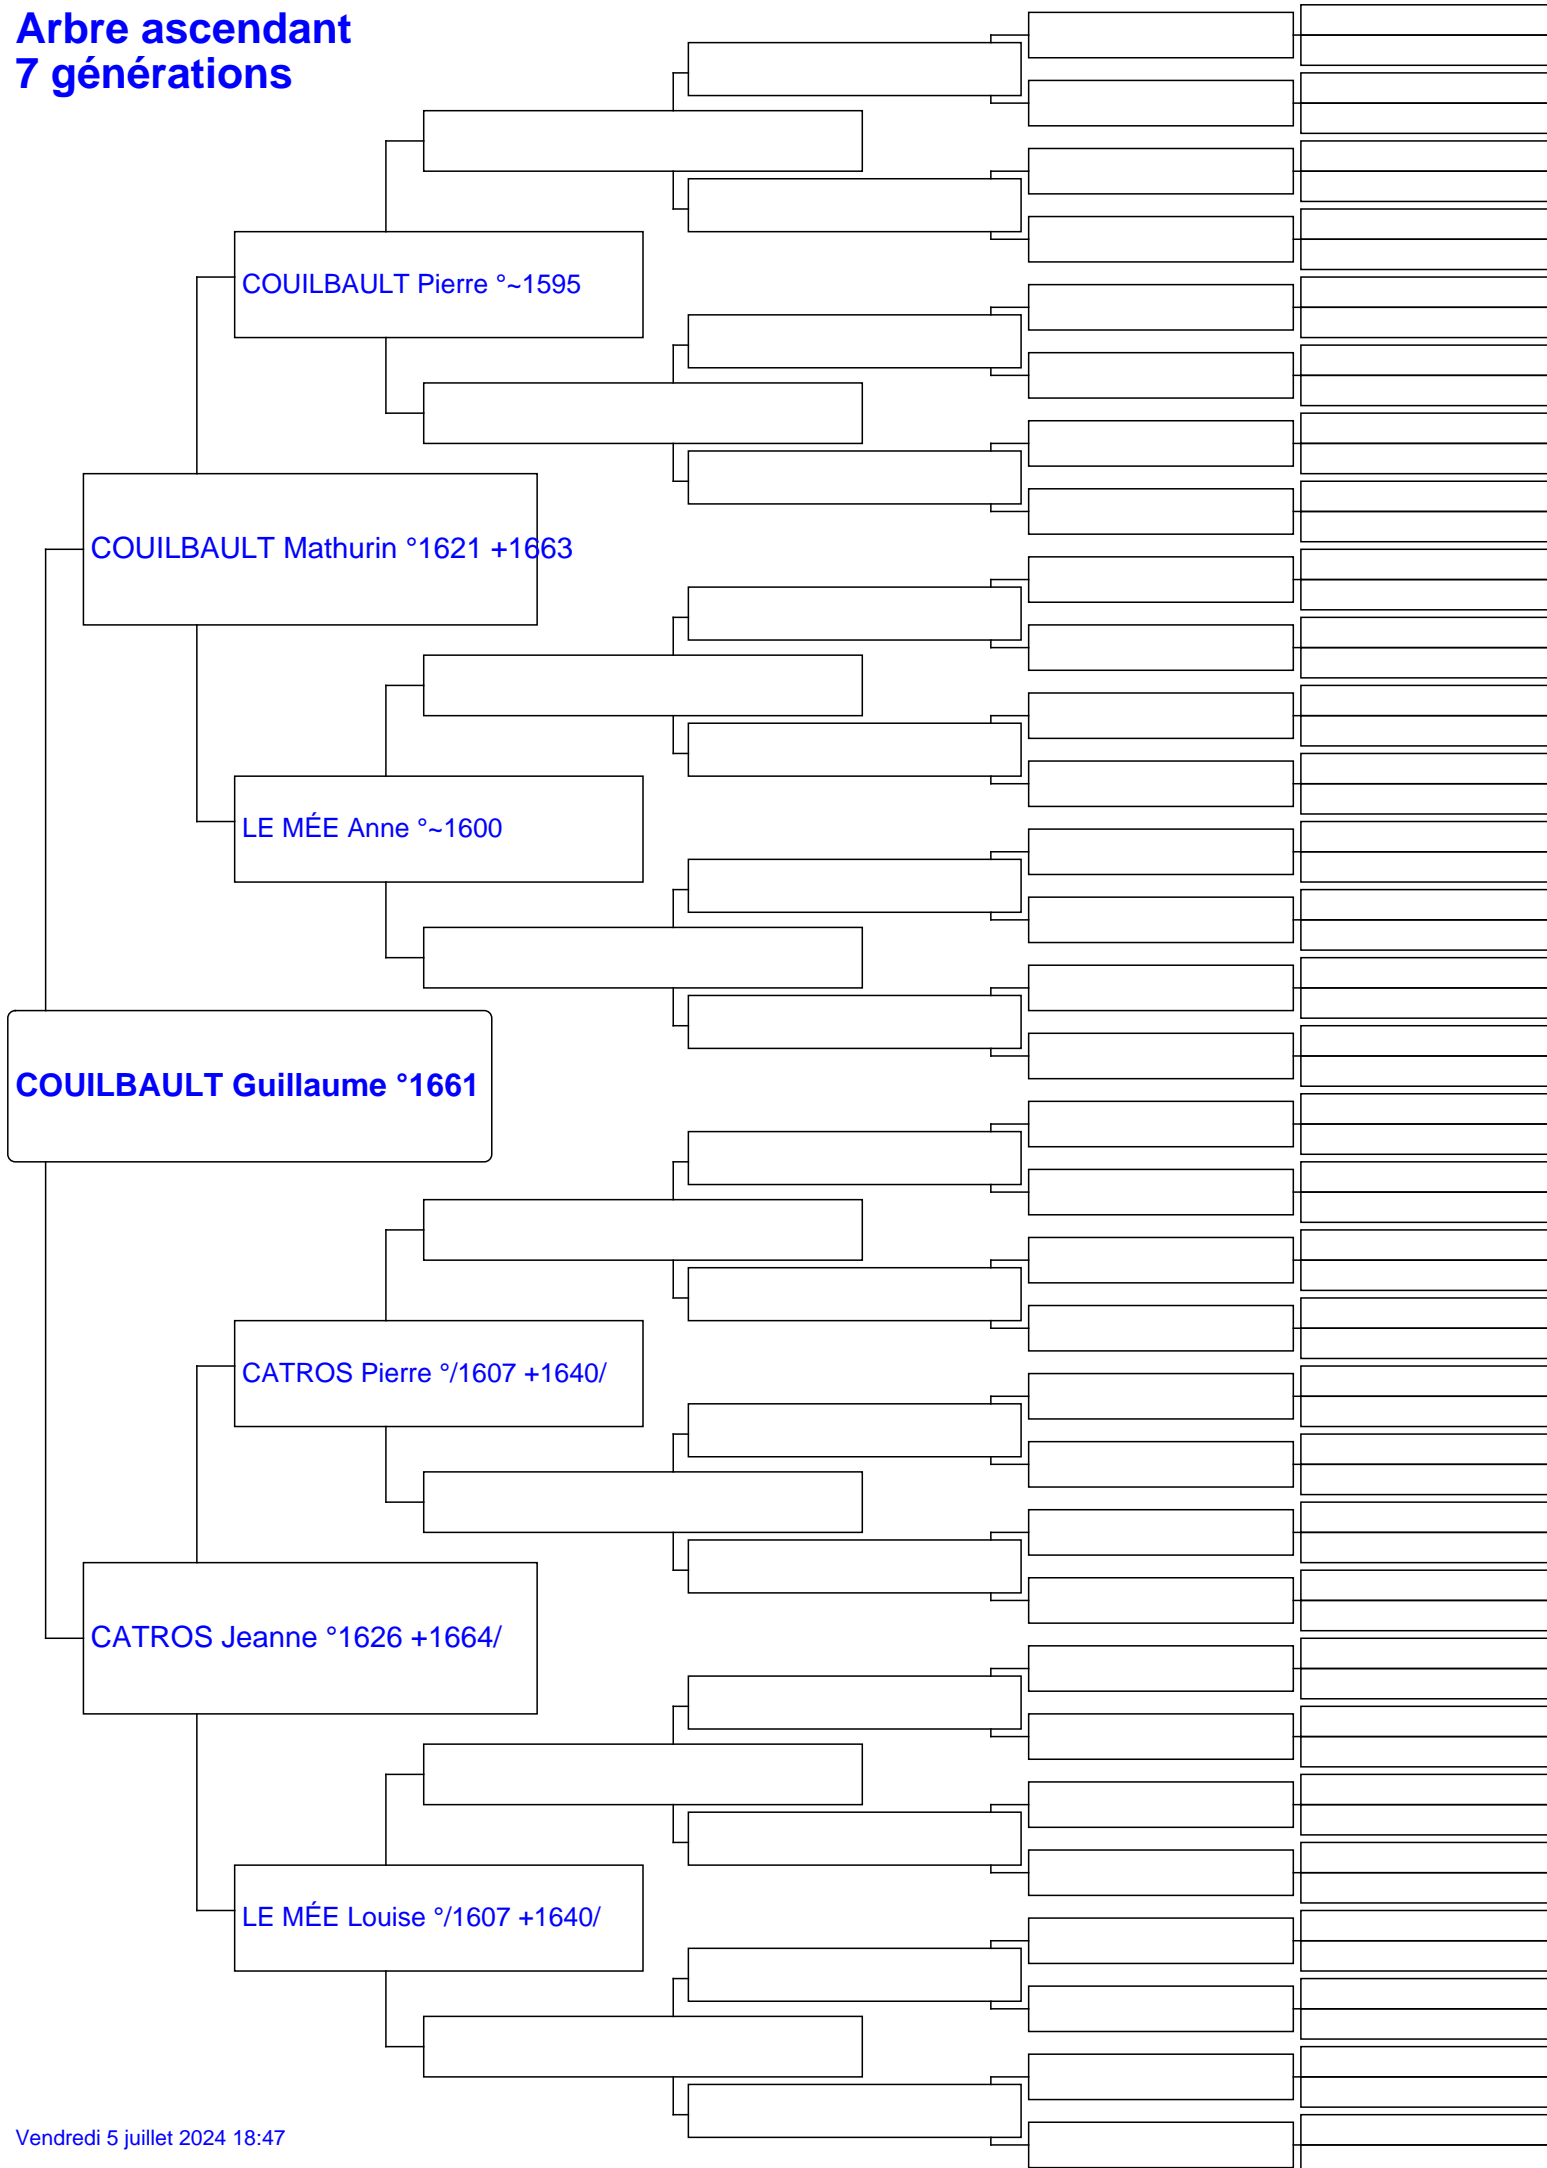 Arbre ascendant
7 générations
COUILBAULT Pierre °~1595
COUILBAULT Mathurin °1621 +1663
LE MÉE Anne °~1600
COUILBAULT Guillaume °1661
CATROS Pierre °/1607 +1640/
CATROS Jeanne °1626 +1664/
LE MÉE Louise °/1607 +1640/
Vendredi 5 juillet 2024 18:47